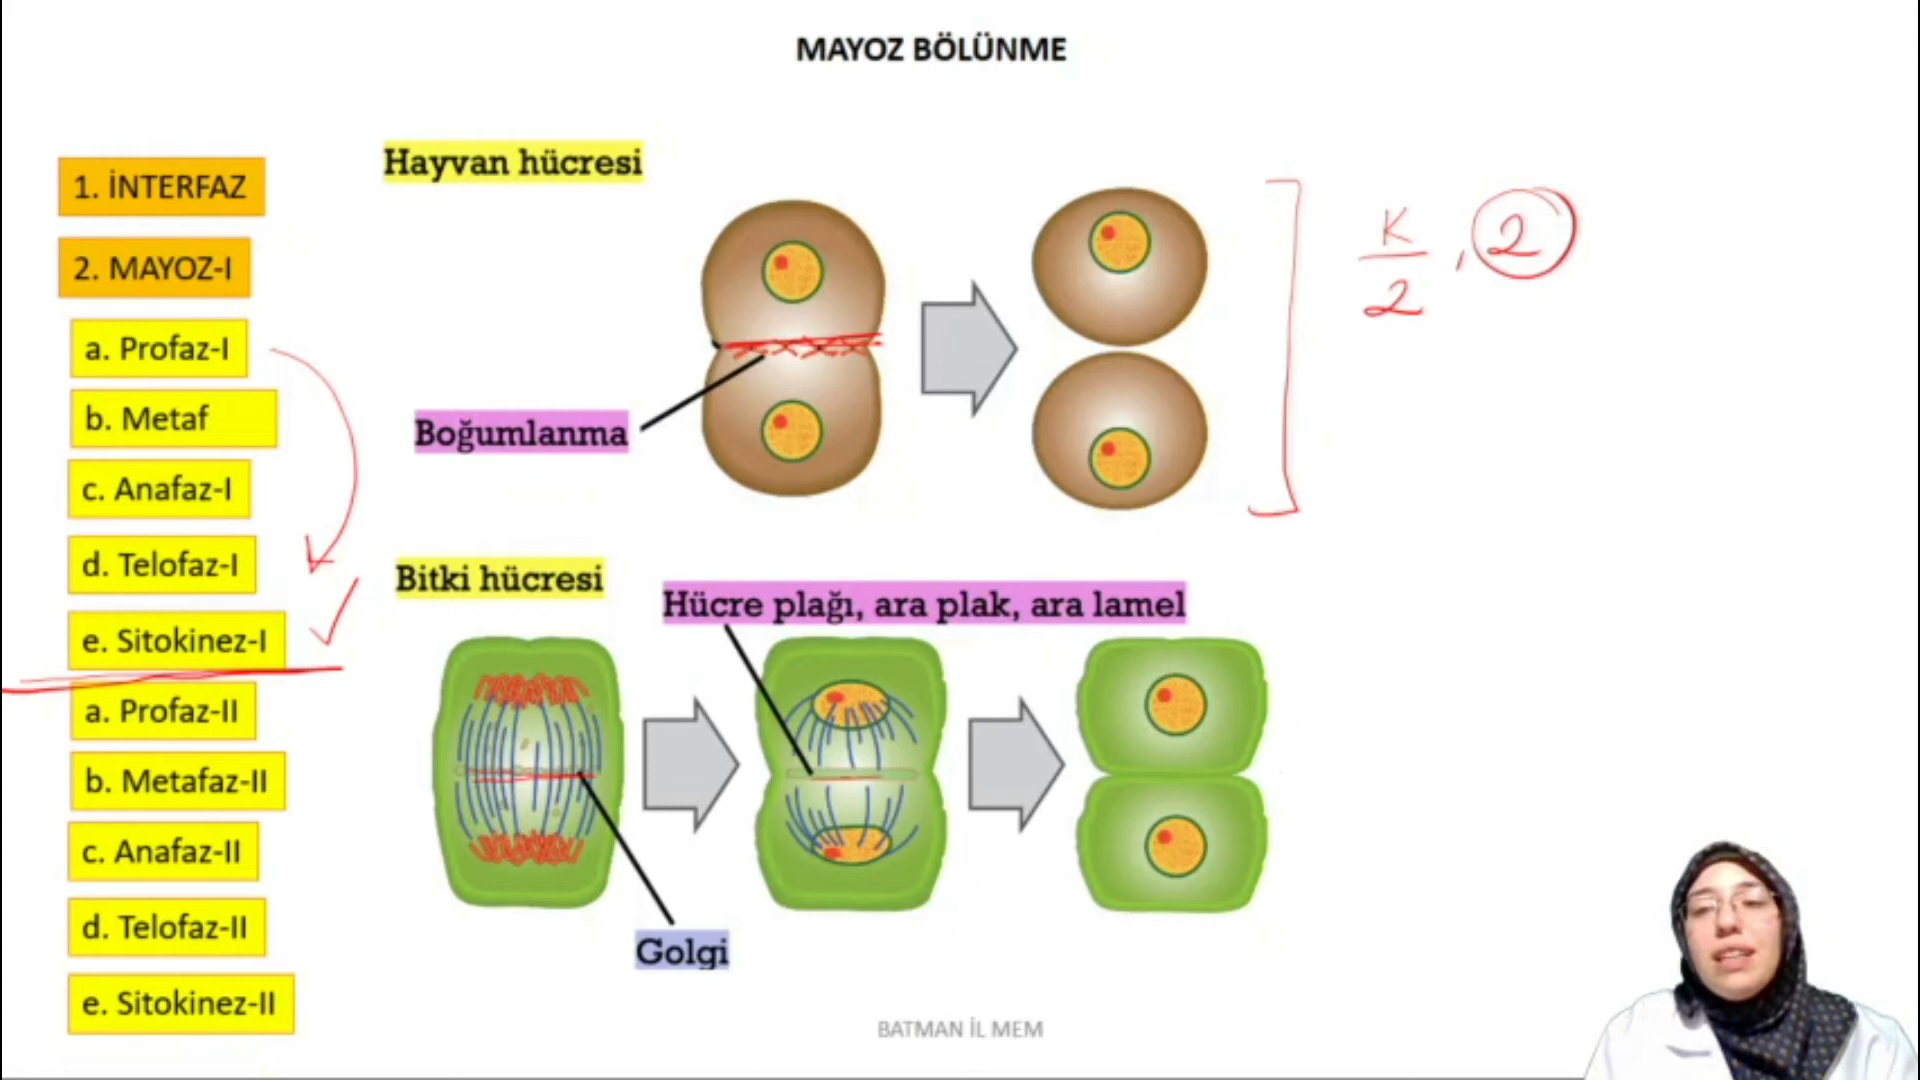 MAYOZ BÖLÜNME
1. İNTERFAZ
2. MAYOZ-I
a. Profaz-I
b. Metaf
c. Anafaz-I
d. Telofaz-I
e. Sitokinez-I
a. Profaz-II
b. Metafaz-II
c. Anafaz-II
d. Telofaz-II
e. Sitokinez-II
Hayvan hücresi
Boğumlanma
K
2
, 2
Bitki hücresi
Hücre plağı, ara plak, ara lamel
Golgi
BATMAN İL MEM